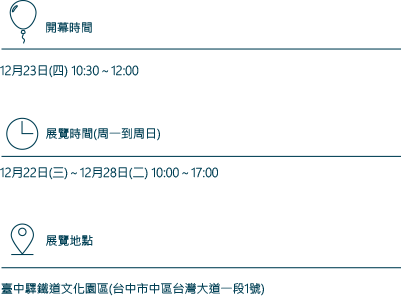 開幕時間
12月23日(四) 10:30 ~ 12:00
展覽時間(周一到周日)
12月22日(三) ~ 12月28日(二) 10:00 ~ 17:00
展覽地點
臺中驛鐵道文化園區(台中市中區台灣大道一段1號)